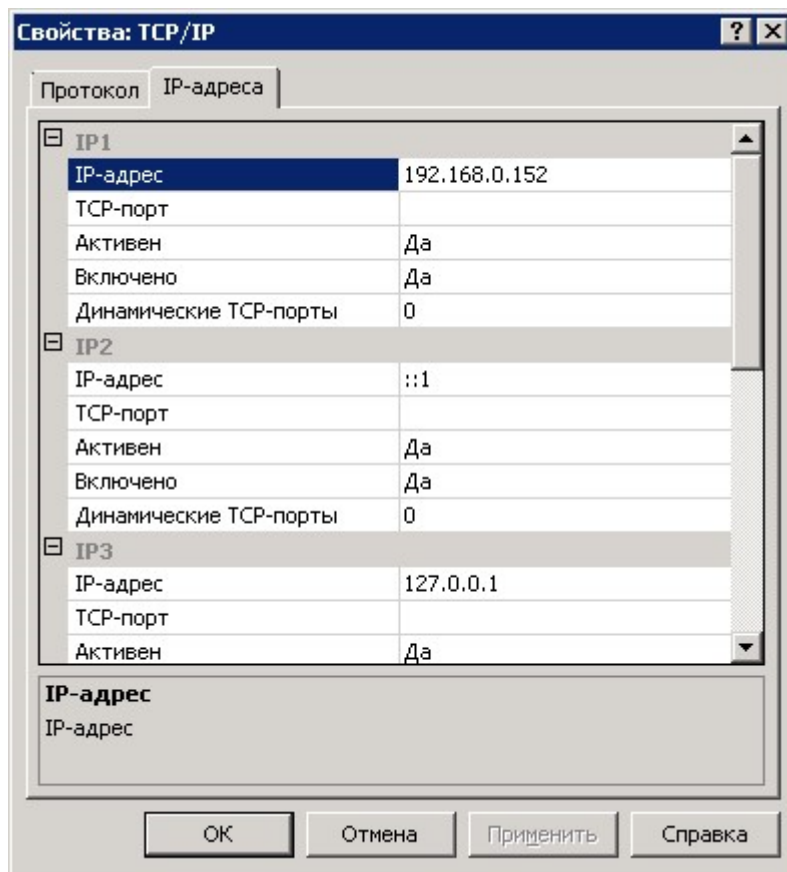 Свойства: TCP/IP
Протокол IP-адреса
IP1
IP-адрес 192.168.0.152
TCP-порт
Активен Да
Включено Да
Динамические TCP-порты 0
IP2
IP-адрес ::1
TCP-порт
Активен Да
Включено Да
Динамические TCP-порты 0
IP3
IP-адрес 127.0.0.1
TCP-порт
Активен Да
IP-адрес
IP-адрес
ОК Отмена Применить Справка